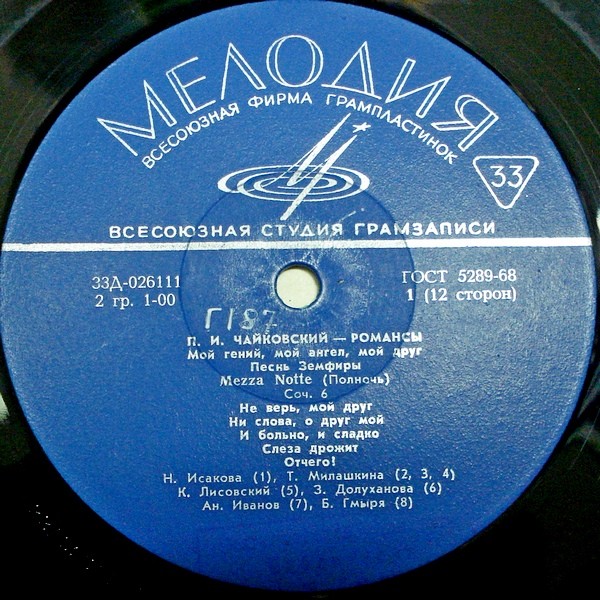 МЕЛОДИЯ
ВСЕСОЮЗНАЯ ФИРМА ГРАМПЛАСТИНОК
33
ВСЕСОЮЗНАЯ СТУДИЯ ГРАМЗАПИСИ
33Д-026111
2 гр. 1-00
ГОСТ 5289-68
1 (12 сторон)
Г187
П. И. ЧАЙКОВСКИЙ — РОМАНСЫ
Мой гений, мой ангел, мой друг
Песнь Земфиры
Mezza Notte (Полночь)
Соч. 6
Не верь, мой друг
Ни слова, о друг мой
И больно, и сладко
Слеза дрожит
Отчего!
Н. Исакова (1), Т. Милашкина (2, 3, 4)
К. Лисовский (5), З. Долуханова (6)
Ан. Иванов (7), Б. Гмыря (8)